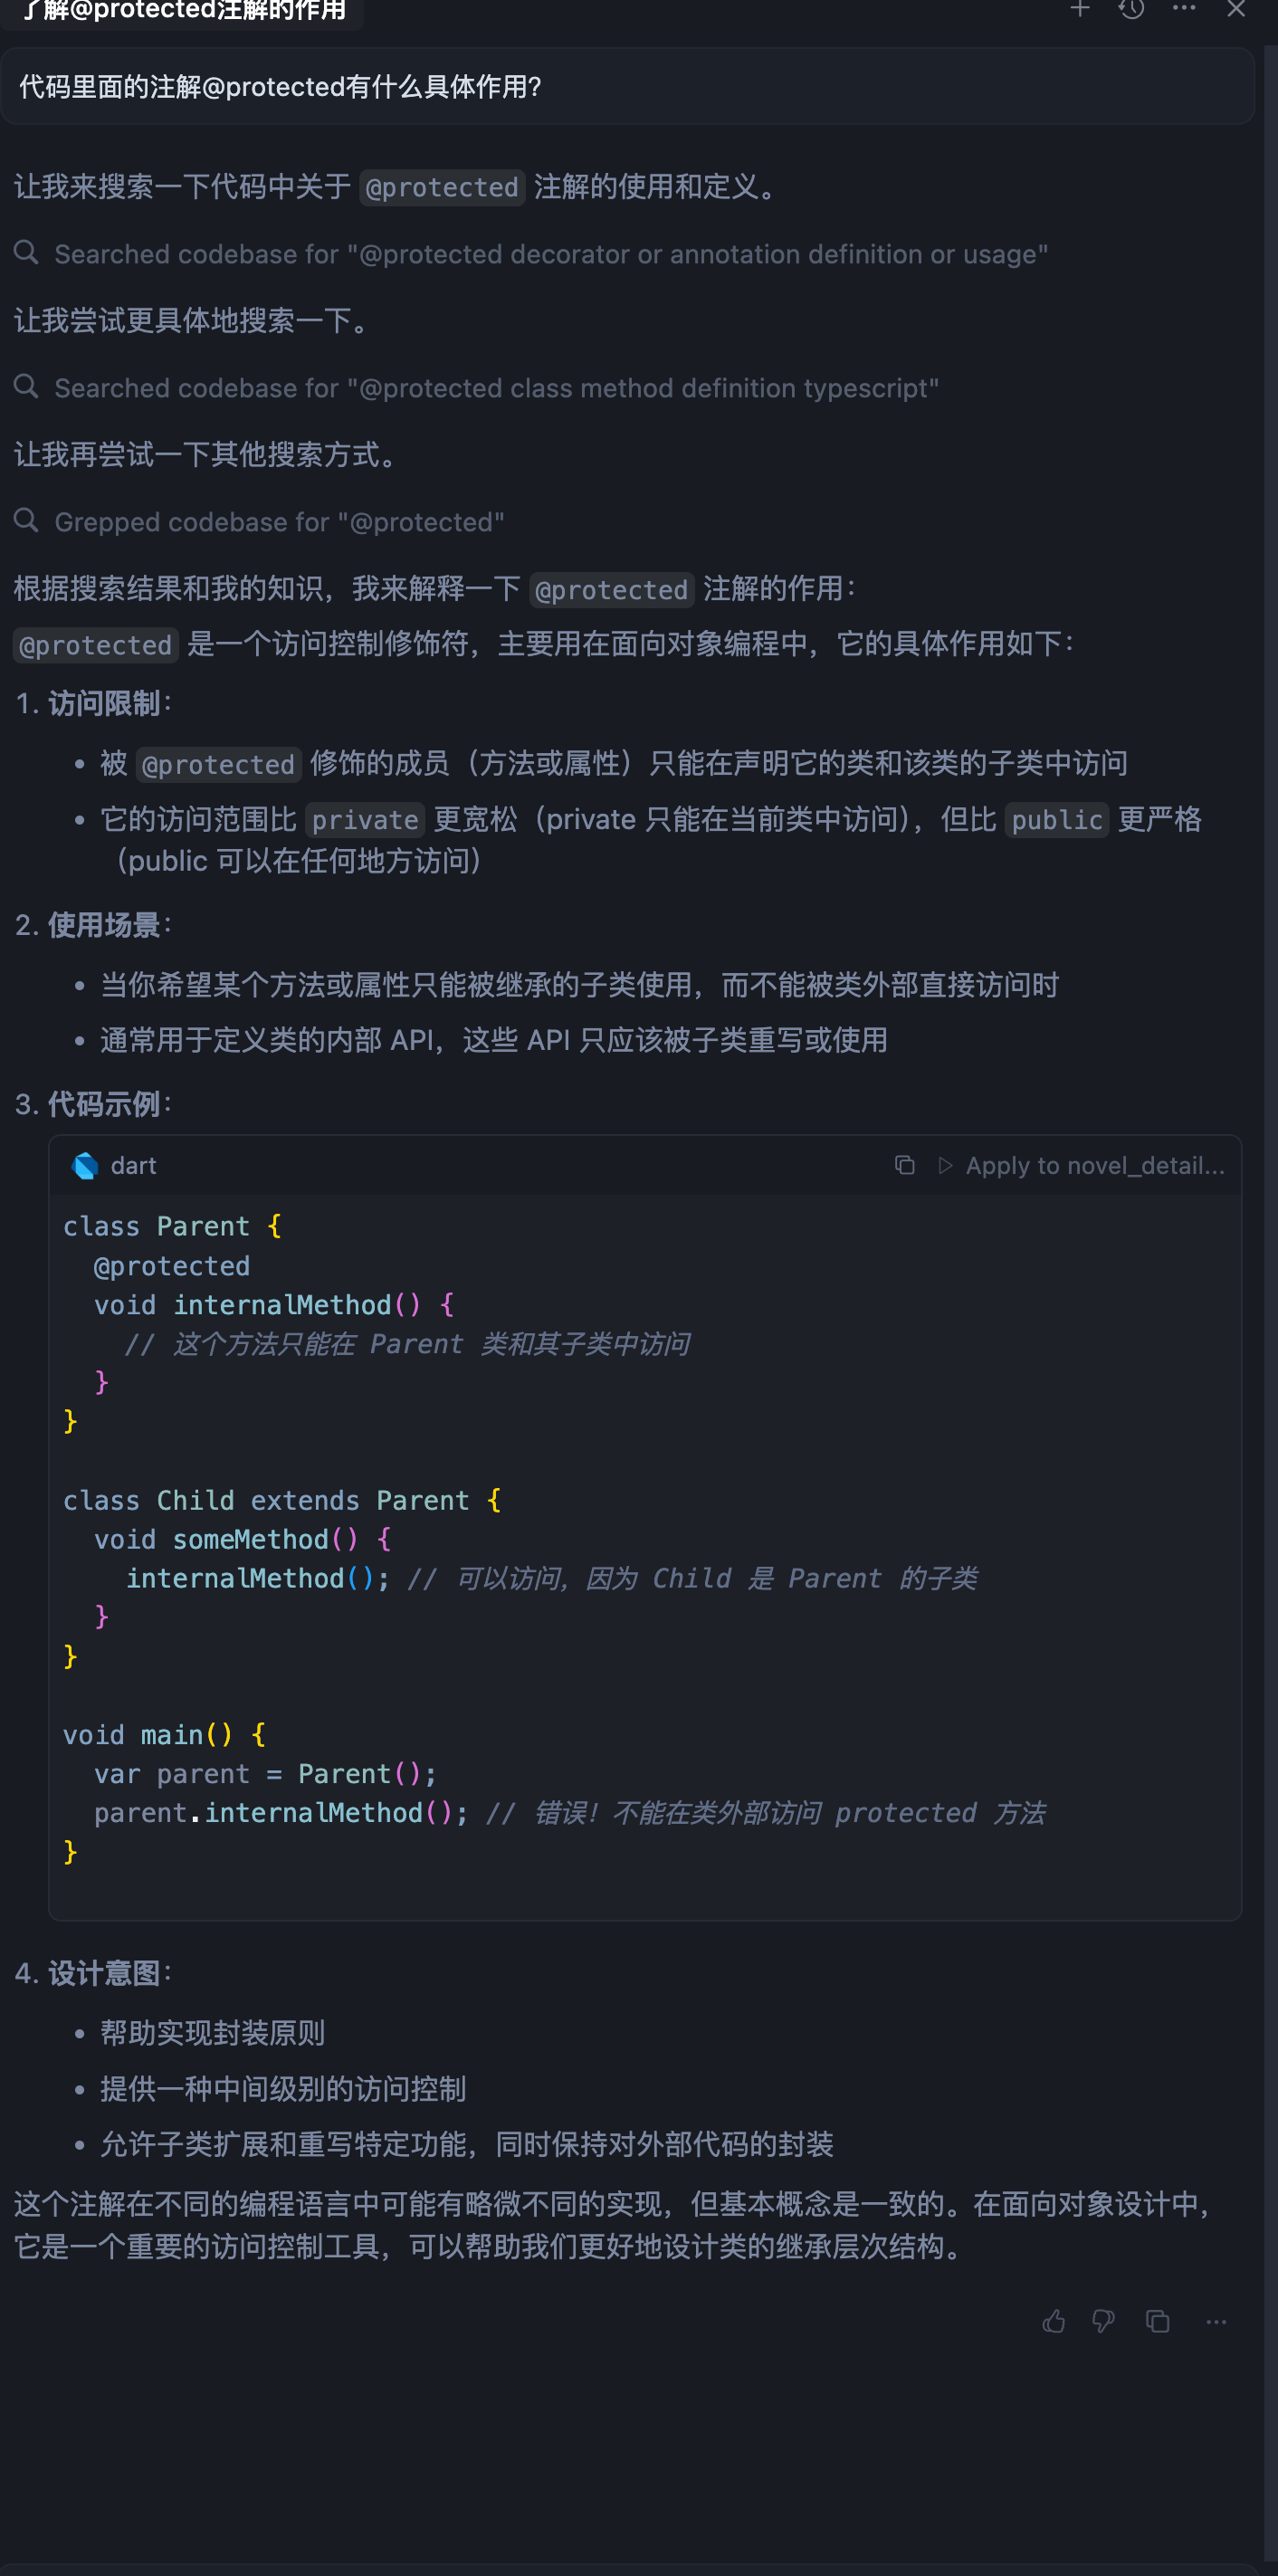 了解@protected注解的作用
代码里面的注解@protected有什么具体作用?
让我来搜索一下代码中关于 @protected 注解的使用和定义。
Searched codebase for "@protected decorator or annotation definition or usage"
让我尝试更具体地搜索一下。
Searched codebase for "@protected class method definition typescript"
让我再尝试一下其他搜索方式。
Grepped codebase for "@protected"
根据搜索结果和我的知识，我来解释一下 @protected 注解的作用：
@protected 是一个访问控制修饰符，主要用在面向对象编程中，它的具体作用如下：
1. 访问限制：
• 被 @protected 修饰的成员（方法或属性）只能在声明它的类和该类的子类中访问
• 它的访问范围比 private 更宽松（private 只能在当前类中访问），但比 public 更严格
（public 可以在任何地方访问）
2. 使用场景：
• 当你希望某个方法或属性只能被继承的子类使用，而不能被类外部直接访问时
• 通常用于定义类的内部 API，这些 API 只应该被子类重写或使用
3. 代码示例：
dart Apply to novel_detail...
class Parent {
  @protected
  void internalMethod() {
    // 这个方法只能在 Parent 类和其子类中访问
  }
}
class Child extends Parent {
  void someMethod() {
    internalMethod(); // 可以访问，因为 Child 是 Parent 的子类
  }
}
void main() {
  var parent = Parent();
  parent.internalMethod(); // 错误！不能在类外部访问 protected 方法
}
4. 设计意图：
• 帮助实现封装原则
• 提供一种中间级别的访问控制
• 允许子类扩展和重写特定功能，同时保持对外部代码的封装
这个注解在不同的编程语言中可能有略微不同的实现，但基本概念是一致的。在面向对象设计中，
它是一个重要的访问控制工具，可以帮助我们更好地设计类的继承层次结构。